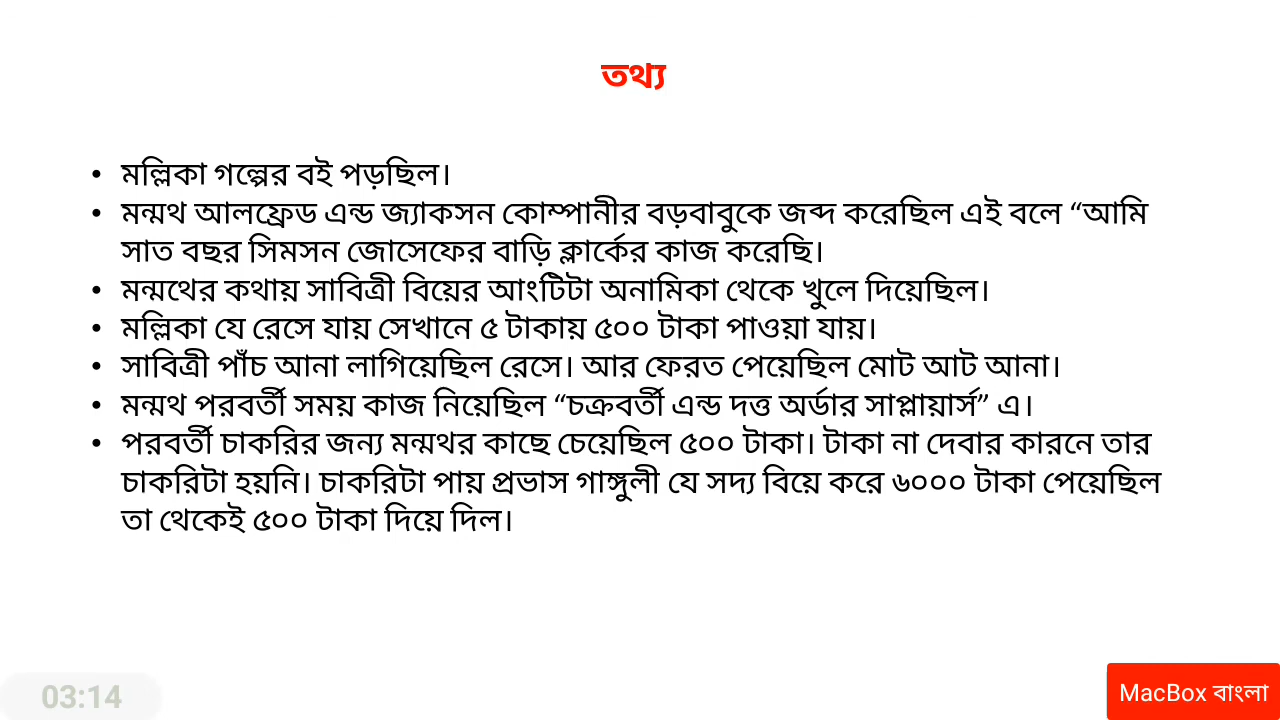 তথ্য
• মল্লিকা গল্পের বই পড়ছিল।
• মন্মথ আলফ্রেড এন্ড জ্যাকসন কোম্পানীর বড়বাবুকে জব্দ করেছিল এই বলে “আমি
সাত বছর সিমসন জোসেফের বাড়ি ক্লার্কের কাজ করেছি।
• মন্মথের কথায় সাবিত্রী বিয়ের আংটিটা অনামিকা থেকে খুলে দিয়েছিল।
• মল্লিকা যে রেসে যায় সেখানে ৫ টাকায় ৫০০ টাকা পাওয়া যায়।
• সাবিত্রী পাঁচ আনা লাগিয়েছিল রেসে। আর ফেরত পেয়েছিল মোট আট আনা।
• মন্মথ পরবর্তী সময় কাজ নিয়েছিল “চক্রবর্তী এন্ড দত্ত অর্ডার সাপ্লায়ার্স” এ।
• পরবর্তী চাকরির জন্য মন্মথর কাছে চেয়েছিল ৫০০ টাকা। টাকা না দেবার কারনে তার
চাকরিটা হয়নি। চাকরিটা পায় প্রভাস গাঙ্গুলী যে সদ্য বিয়ে করে ৬০০০ টাকা পেয়েছিল
তা থেকেই ৫০০ টাকা দিয়ে দিল।
03:14
MacBox বাংলা